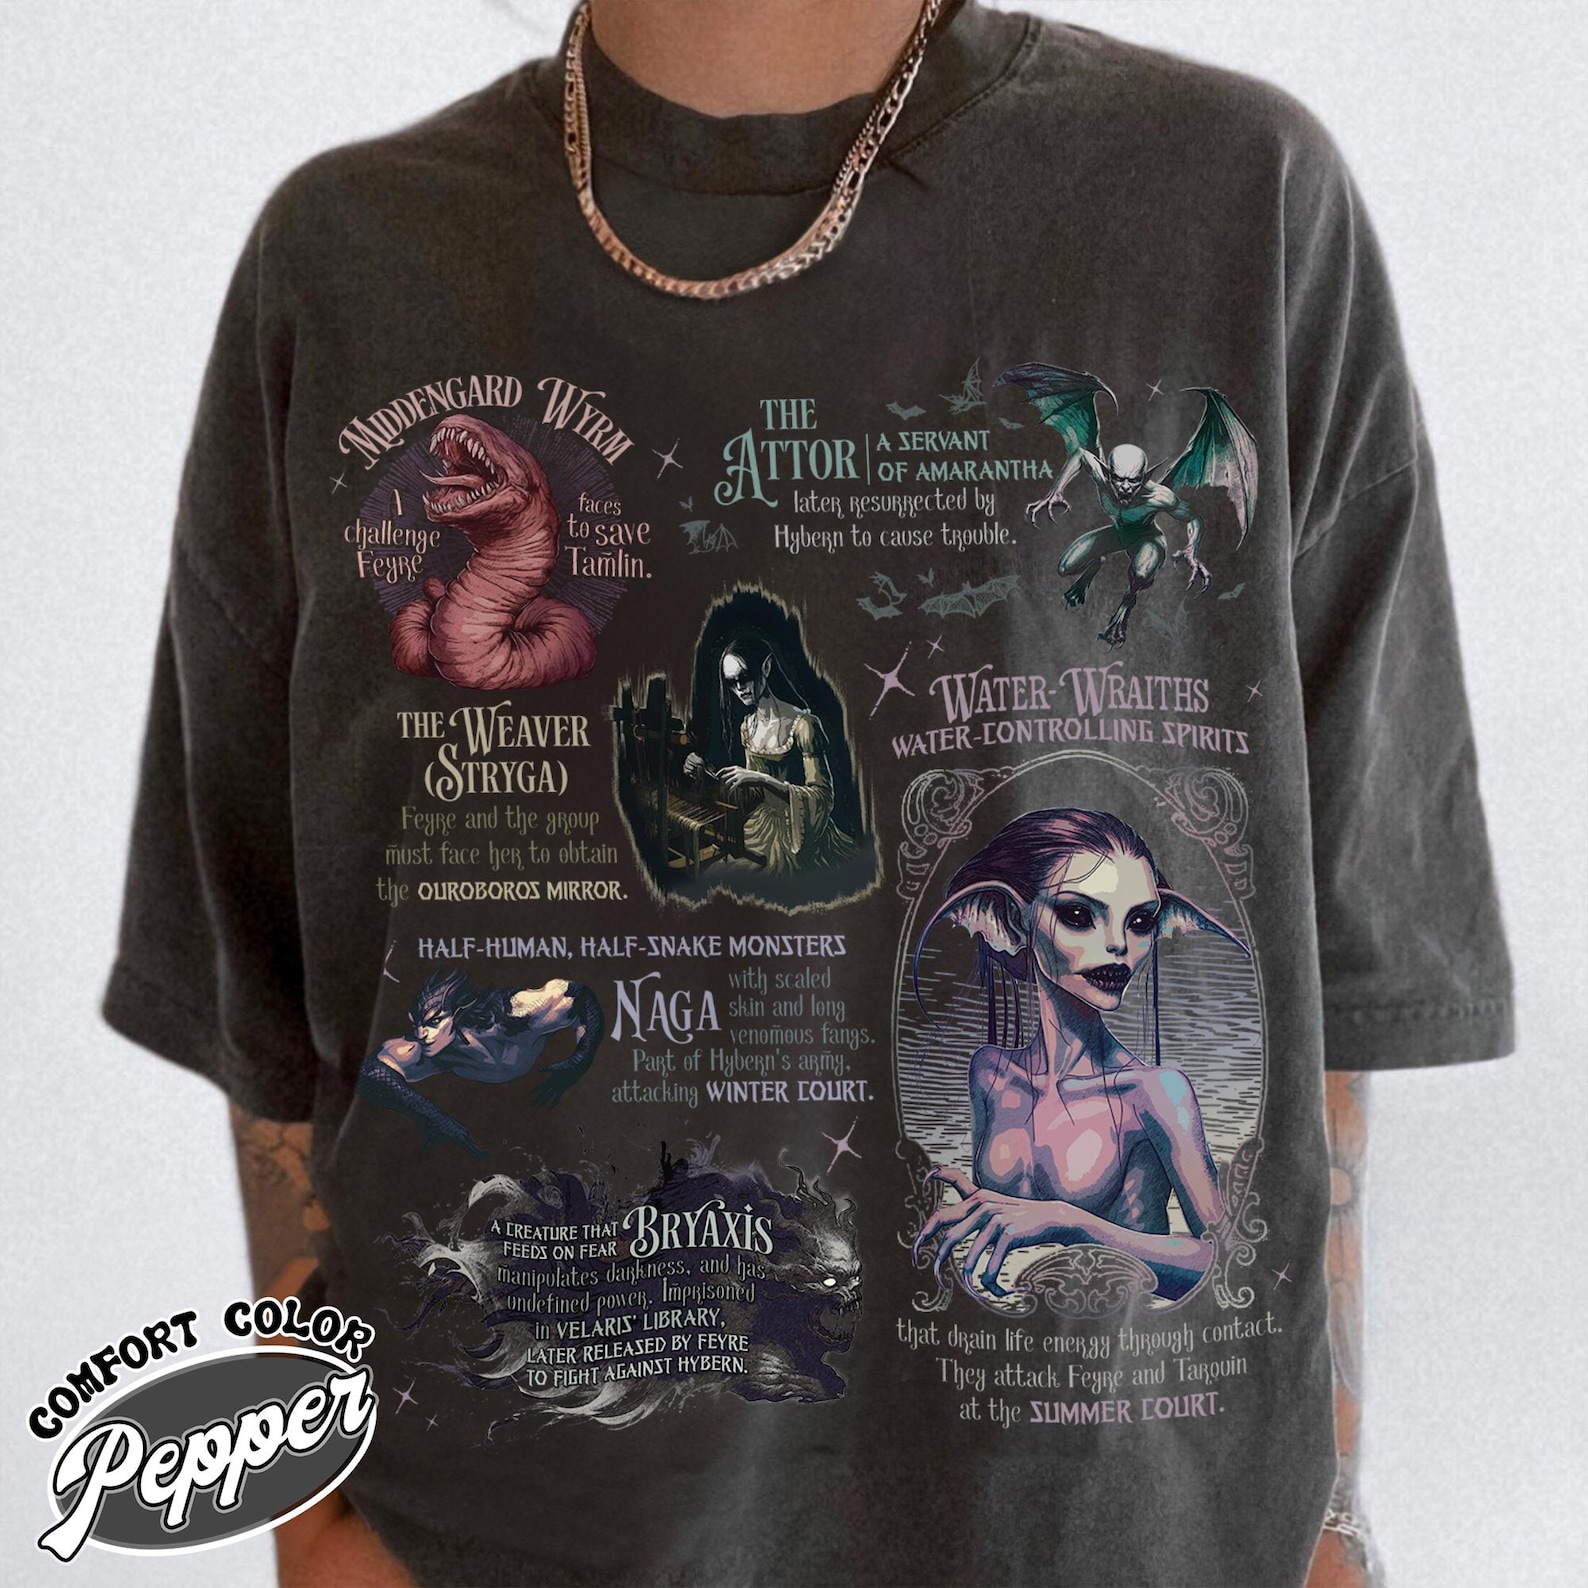 MIDDENGARD WYRM
A
challenge
Feyre
faces
to save
Tamlin.
THE
ATTOR
A SERVANT
OF AMARANTHA
later resurrected by
Hybern to cause trouble.
THE WEAVER
(STRYGA)
Feyre and the group
must face her to obtain
the OUROBOROS MIRROR.
WATER-WRAITHS
WATER-CONTROLLING SPIRITS
that drain life energy through contact.
They attack Feyre and Tarquin
at the SUMMER COURT.
HALF-HUMAN, HALF-SNAKE MONSTERS
NAGA
with scaled
skin and long
venomous fangs.
Part of Hybern's army,
attacking WINTER COURT.
A CREATURE THAT
FEEDS ON FEAR
BRYAXIS
manipulates darkness, and has
undefined power. Imprisoned
in VELARIS' LIBRARY,
LATER RELEASED BY FEYRE
TO FIGHT AGAINST HYBERN.
COMFORT COLOR
Pepper